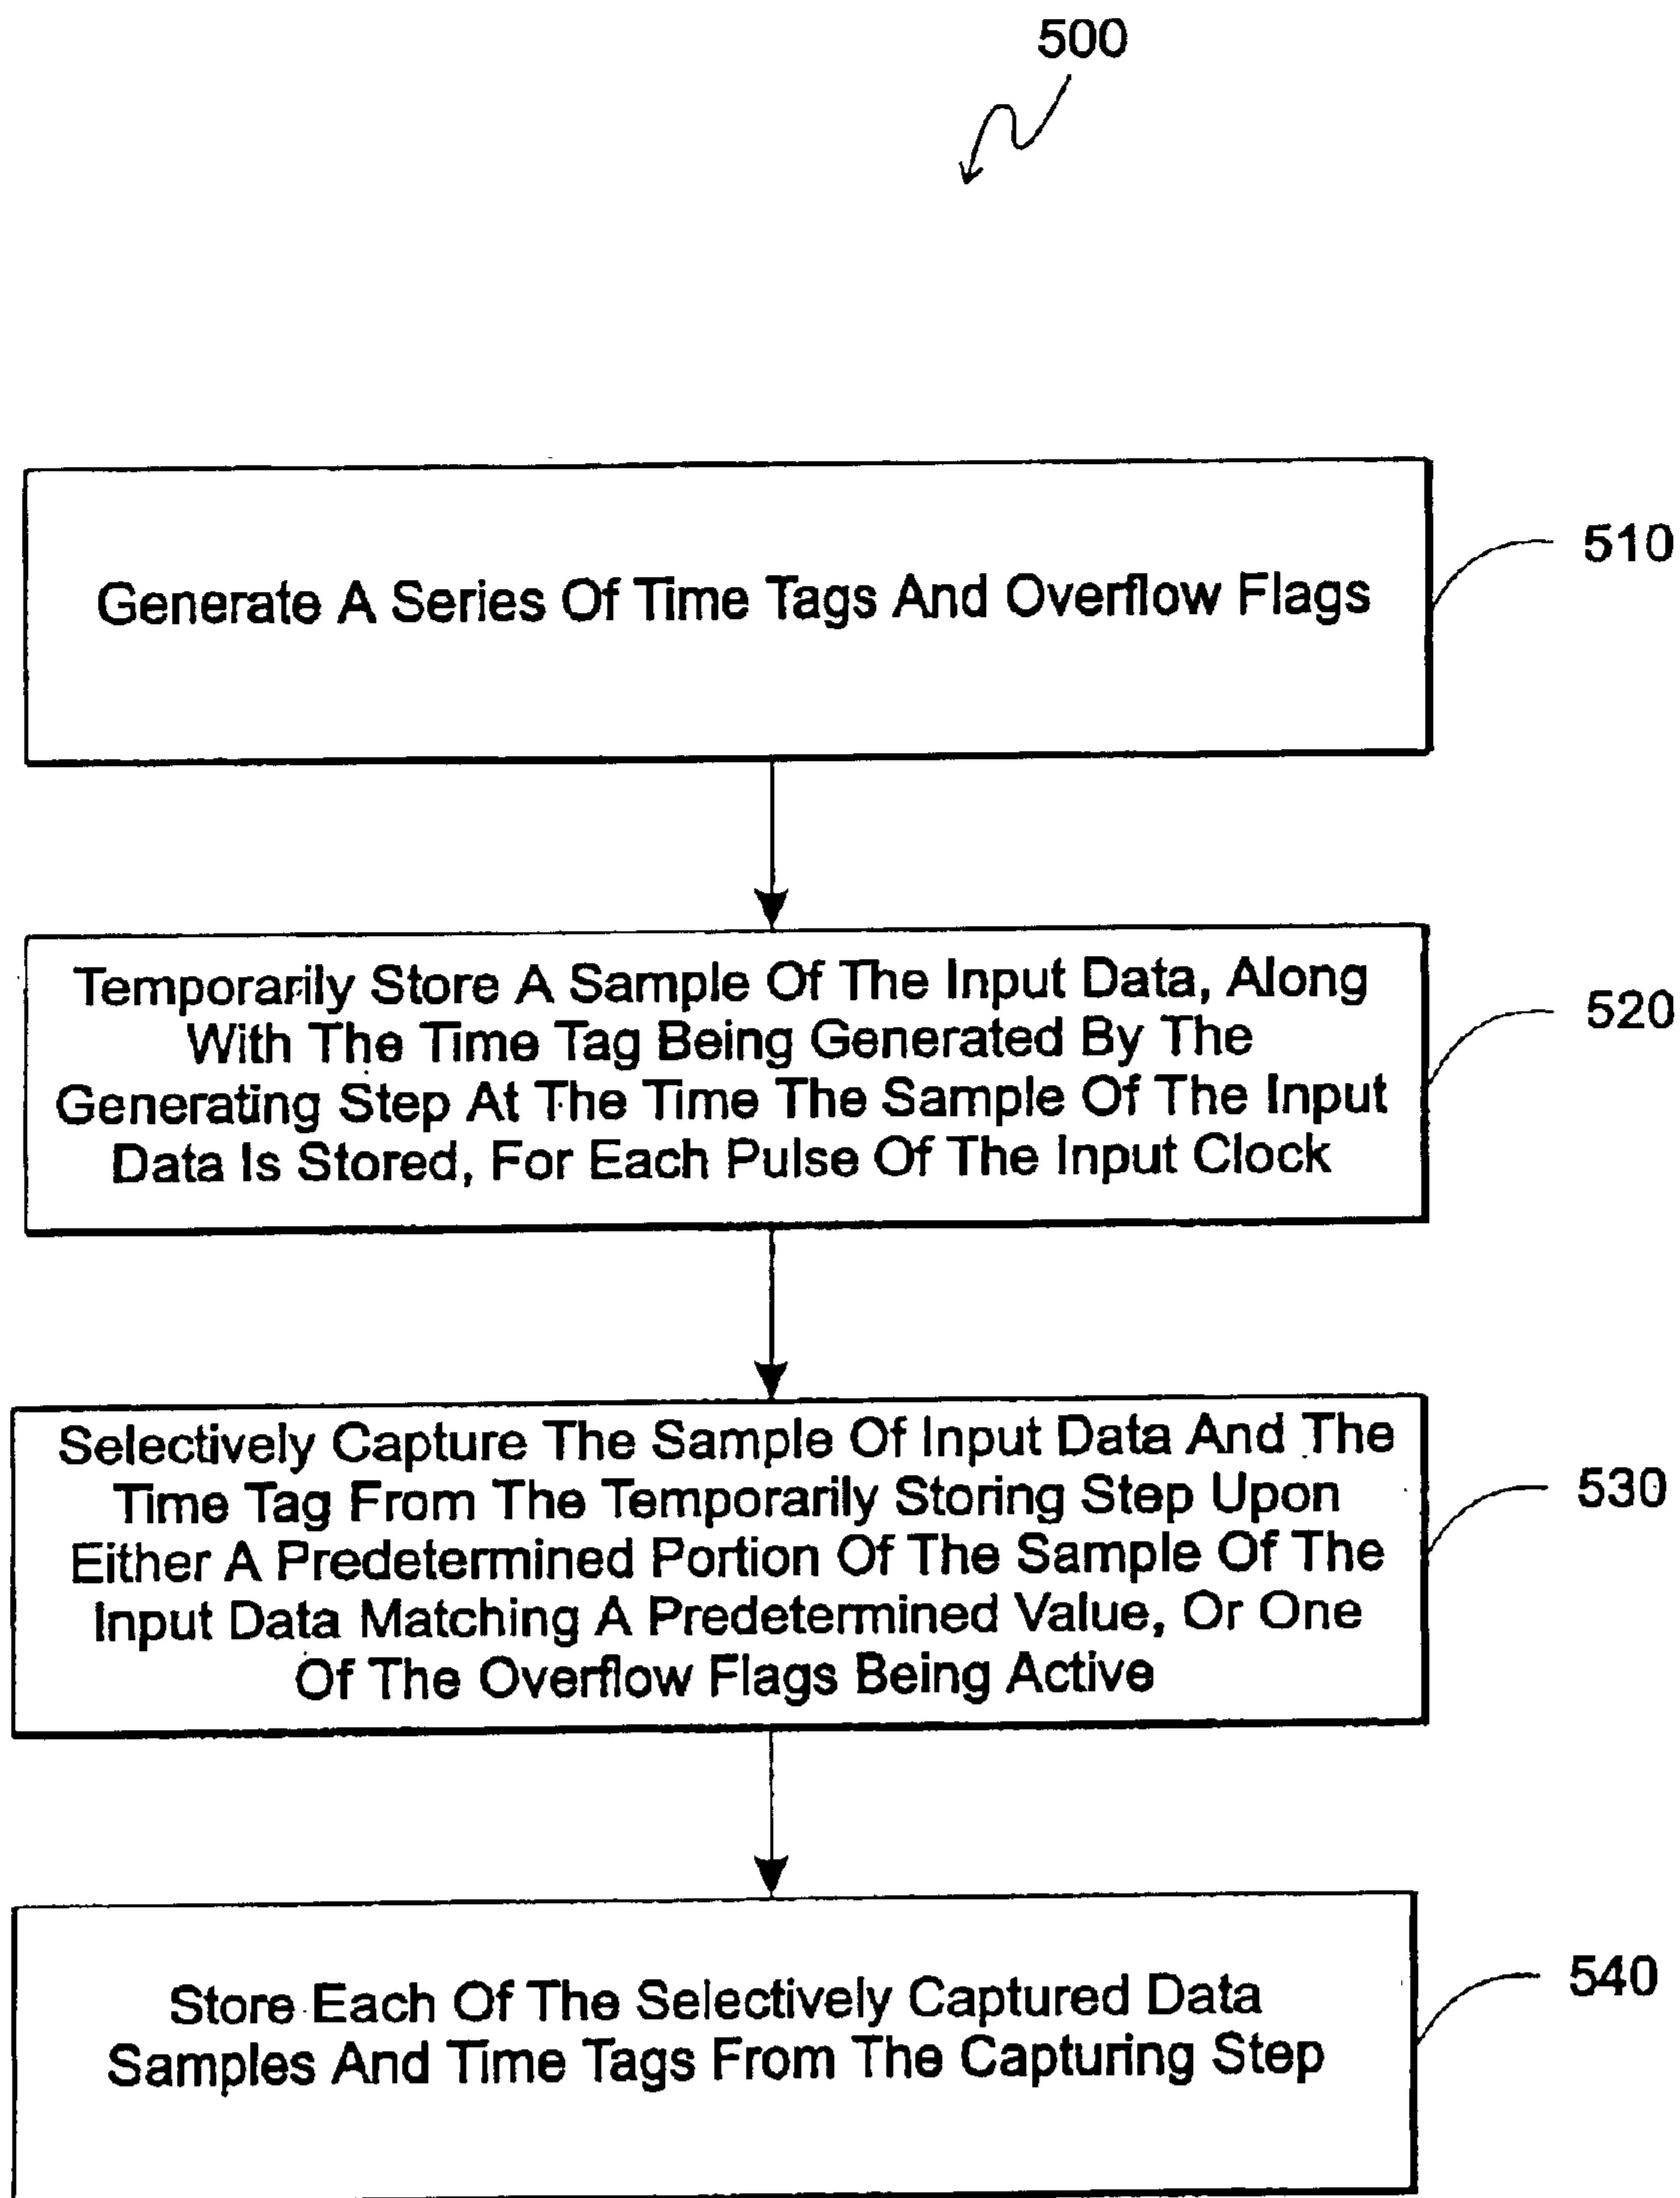 500
Generate A Series Of Time Tags And Overflow Flags
510
Temporarily Store A Sample Of The Input Data, Along
With The Time Tag Being Generated By The
Generating Step At The Time The Sample Of The Input
Data Is Stored, For Each Pulse Of The Input Clock
520
Selectively Capture The Sample Of Input Data And The
Time Tag From The Temporarily Storing Step Upon
Either A Predetermined Portion Of The Sample Of The
Input Data Matching A Predetermined Value, Or One
Of The Overflow Flags Being Active
530
Store Each Of The Selectively Captured Data
Samples And Time Tags From The Capturing Step
540